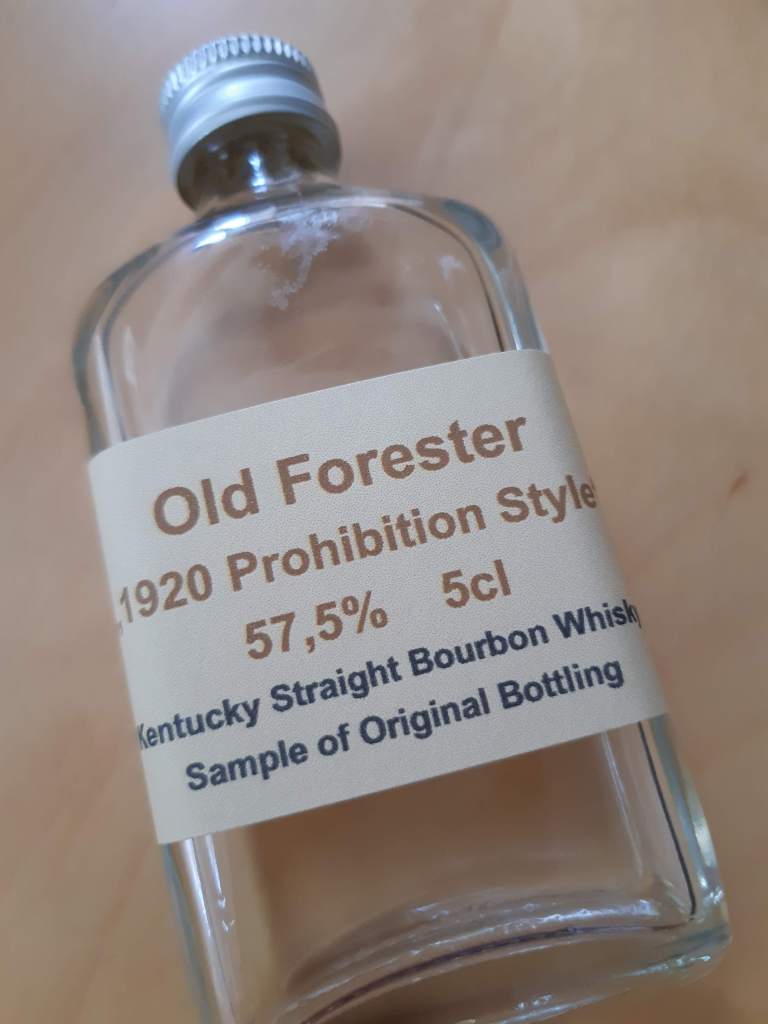 Old Forester
„1920 Prohibition Style“
57,5% 5cl
Kentucky Straight Bourbon Whisky
Sample of Original Bottling